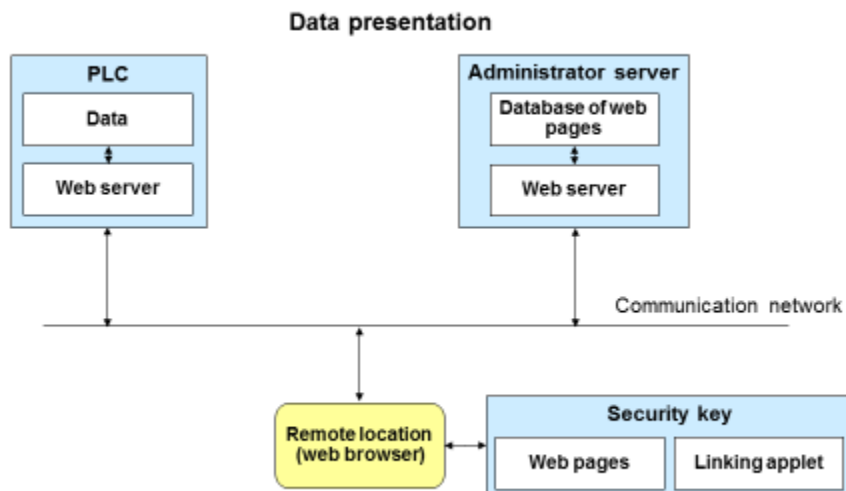 Data presentation
PLC
Data
Web server
Administrator server
Database of web
pages
Web server
Communication network
Remote location
(web browser)
Security key
Web pages
Linking applet